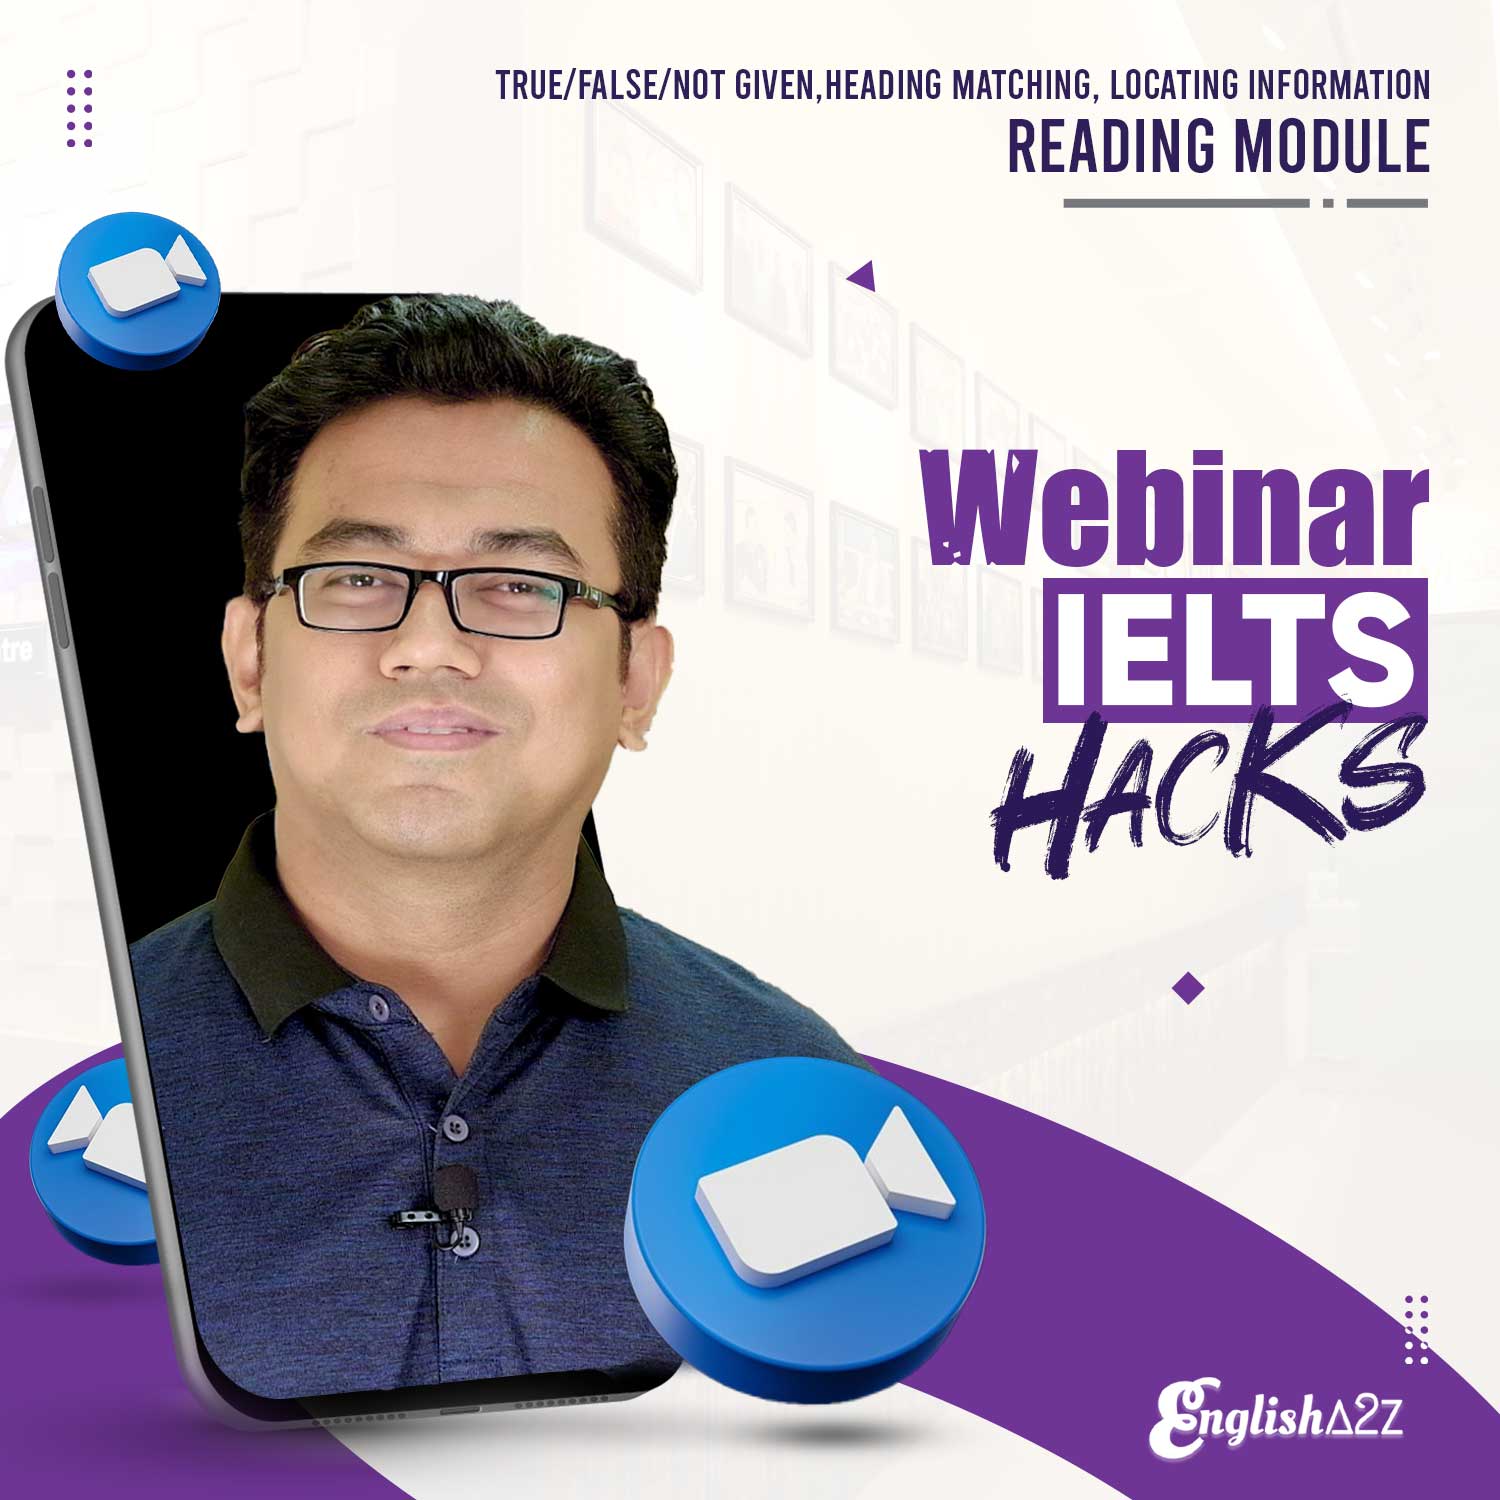 TRUE/FALSE/NOT GIVEN,HEADING MATCHING, LOCATING INFORMATION
READING MODULE
Webinar
IELTS
HACKS
EnglishA2Z